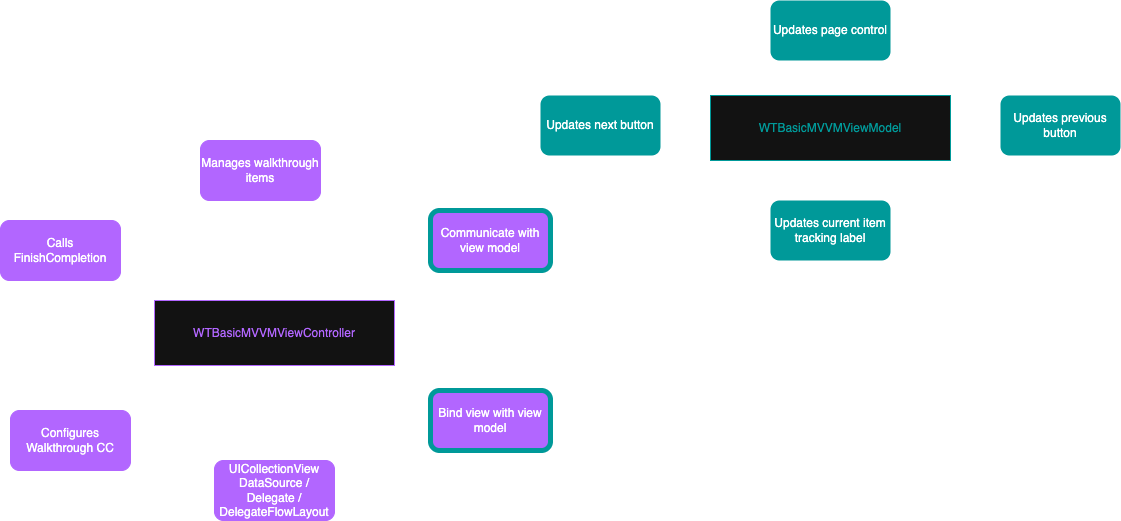 Updates page control
Updates next button
WTBasicMVVMViewModel
Updates previous
button
Manages walkthrough
items
Updates current item
tracking label
Calls
FinishCompletion
Communicate with
view model
WTBasicMVVMViewController
Bind view with view
model
Configures
Walkthrough CC
UICollectionView
DataSource /
Delegate /
DelegateFlowLayout